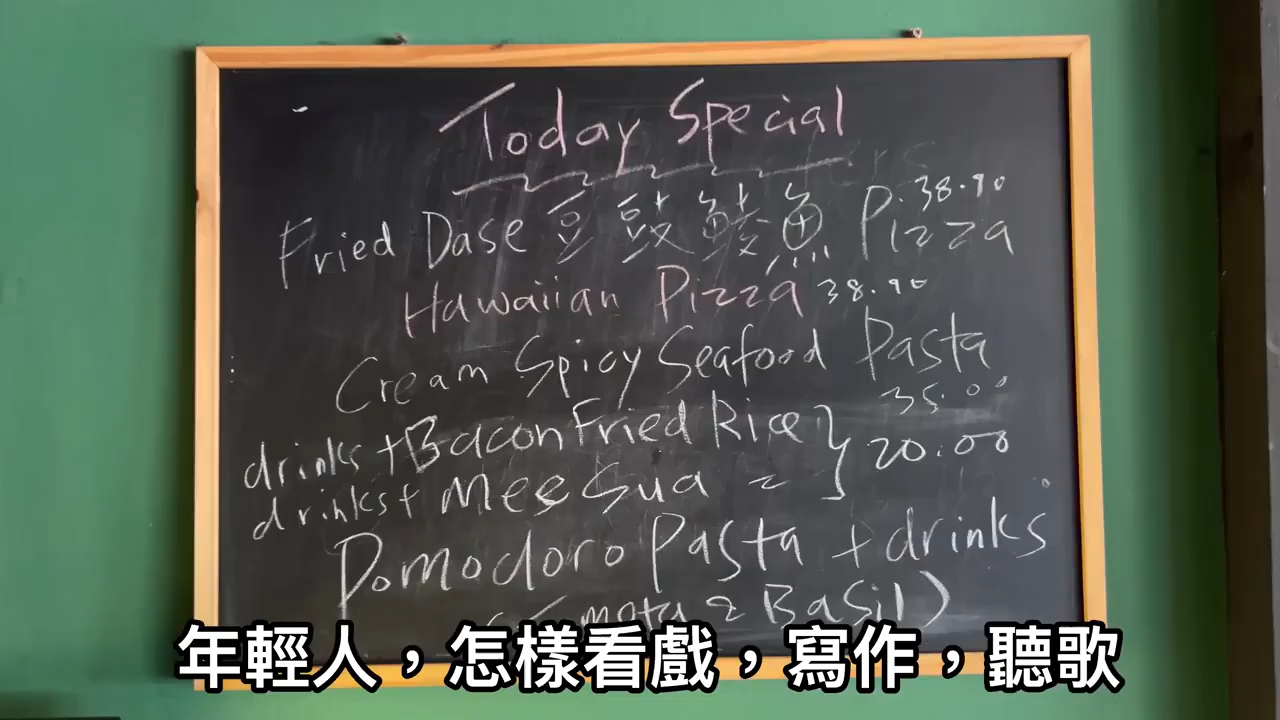 Today Special
Fried Dase 豆豉鯪魚 Pizza 38.90
Hawaiian Pizza 38.90
Cream Spicy Seafood Pasta
35.00
drinks + Bacon Fried Rice } 20.00
drinks + Mee Sua =
Pomodoro Pasta + drinks
Basil)
年輕人，怎樣看戲，寫作，聽歌